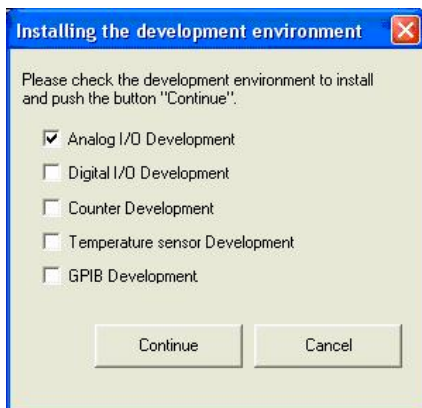 Installing the development environment
Please check the development environment to install
and push the button "Continue".
Analog I/O Development
Digital I/O Development
Counter Development
Temperature sensor Development
GPIB Development
Continue Cancel